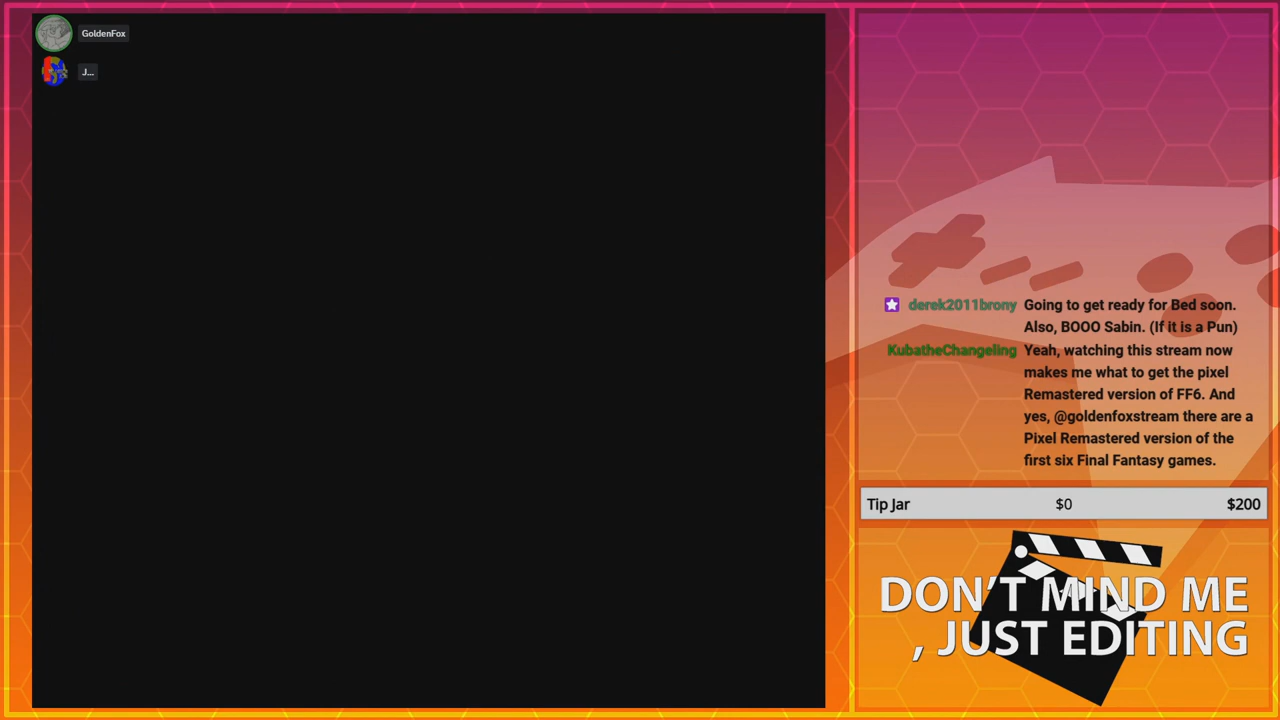 GoldenFox
J...
derek2011brony Going to get ready for Bed soon.
Also, BOOO Sabin. (If it is a Pun)
KubatheChangeling Yeah, watching this stream now
makes me what to get the pixel
Remastered version of FF6. And
yes, @goldenfoxstream there are a
Pixel Remastered version of the
first six Final Fantasy games.
Tip Jar $0 $200
DON'T MIND ME
, JUST EDITING